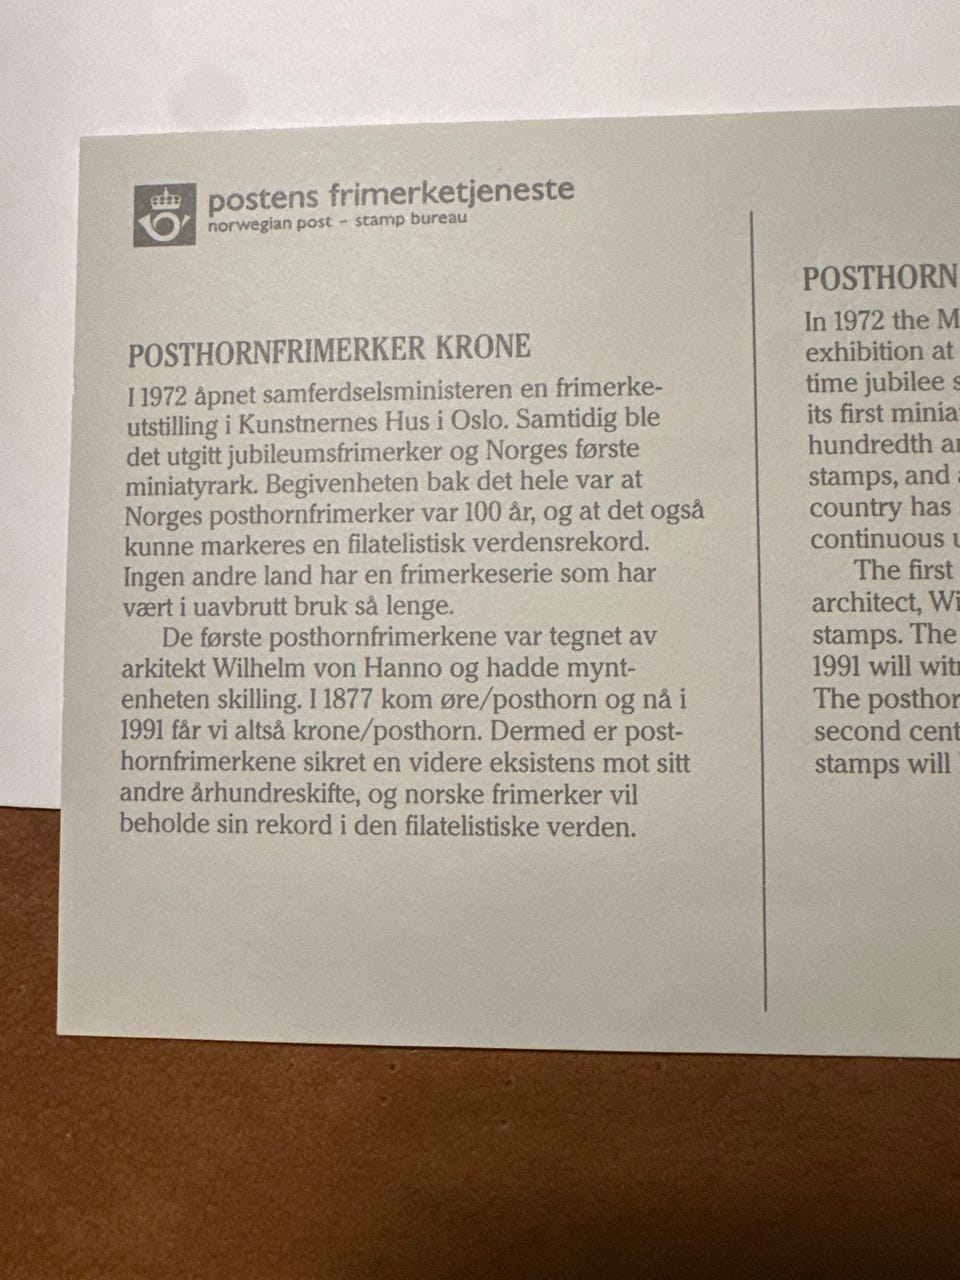 postens frimerketjeneste
norwegian post – stamp bureau
POSTHORNFRIMERKER KRONE
I 1972 åpnet samferdselsministeren en frimerke-
utstilling i Kunstnernes Hus i Oslo. Samtidig ble
det utgitt jubileumsfrimerker og Norges første
miniatyrark. Begivenheten bak det hele var at
Norges posthornfrimerker var 100 år, og at det også
kunne markeres en filatelistisk verdensrekord.
Ingen andre land har en frimerkeserie som har
vært i uavbrutt bruk så lenge.
De første posthornfrimerkene var tegnet av
arkitekt Wilhelm von Hanno og hadde mynt-
enheten skilling. I 1877 kom øre/posthorn og nå i
1991 får vi altså krone/posthorn. Dermed er post-
hornfrimerkene sikret en videre eksistens mot sitt
andre århundreskifte, og norske frimerker vil
beholde sin rekord i den filatelistiske verden.
POSTHORN
In 1972 the
exhibition at
time jubilee
its first
hundredth
stamps, and
country has
continuous
The first
architect,
stamps. The
1991 will
The
second
stamps will